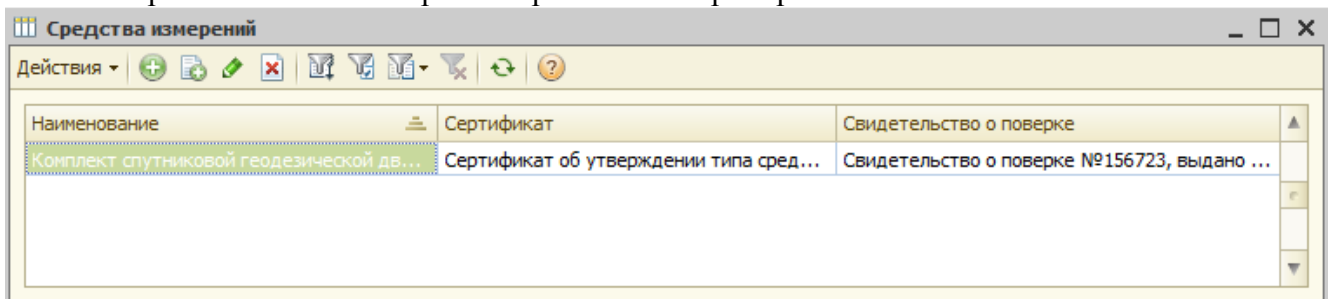 Средства измерений
Действия
Наименование Сертификат Свидетельство о поверке
Комплект спутниковой геодезической дв... Сертификат об утверждении типа сред... Свидетельство о поверке №156723, выдано ...